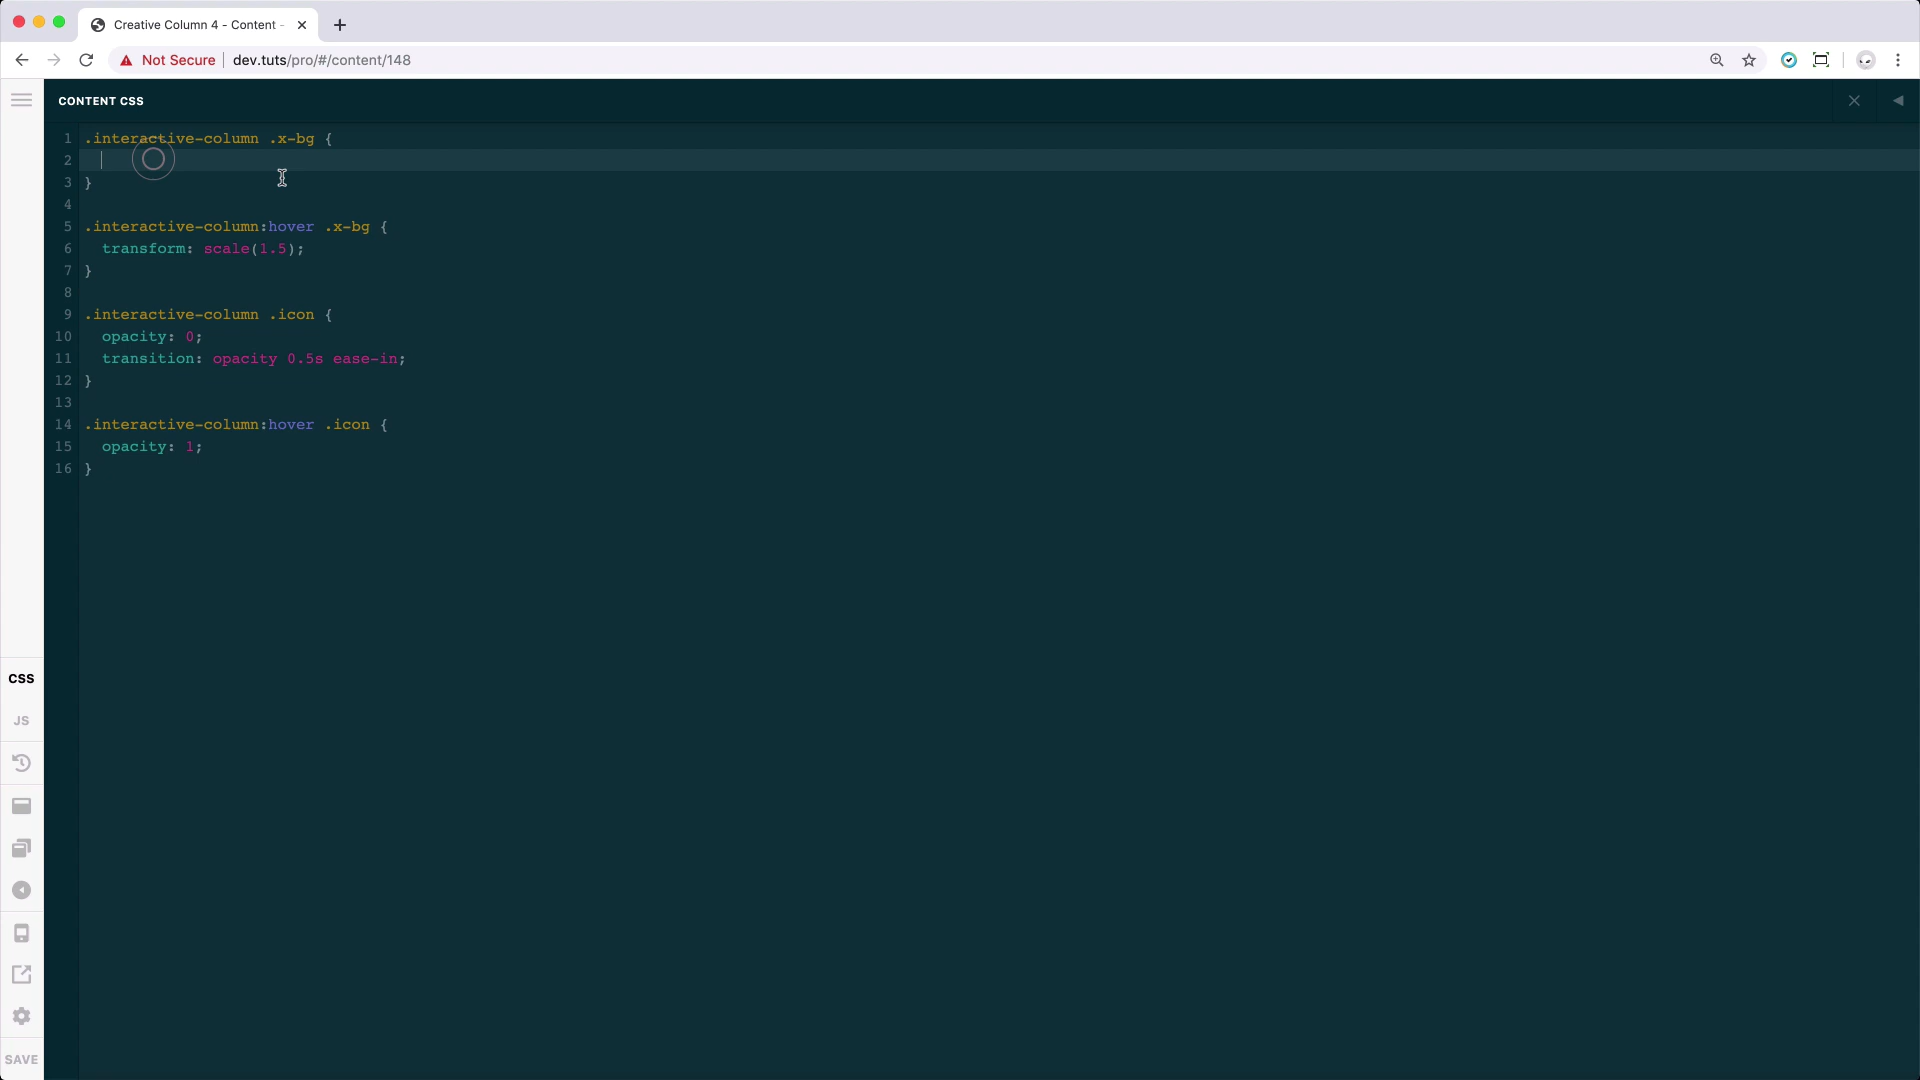 Creative Column 4 - Content -
Not Secure
dev.tuts/pro/#/content/148
CONTENT CSS
1 .interactive-column .x-bg {
2
3 }
4
5 .interactive-column:hover .x-bg {
6 transform: scale(1.5);
7 }
8
9 .interactive-column .icon {
10 opacity: 0;
11 transition: opacity 0.5s ease-in;
12 }
13
14 .interactive-column:hover .icon {
15 opacity: 1;
16 }
CSS
JS
SAVE